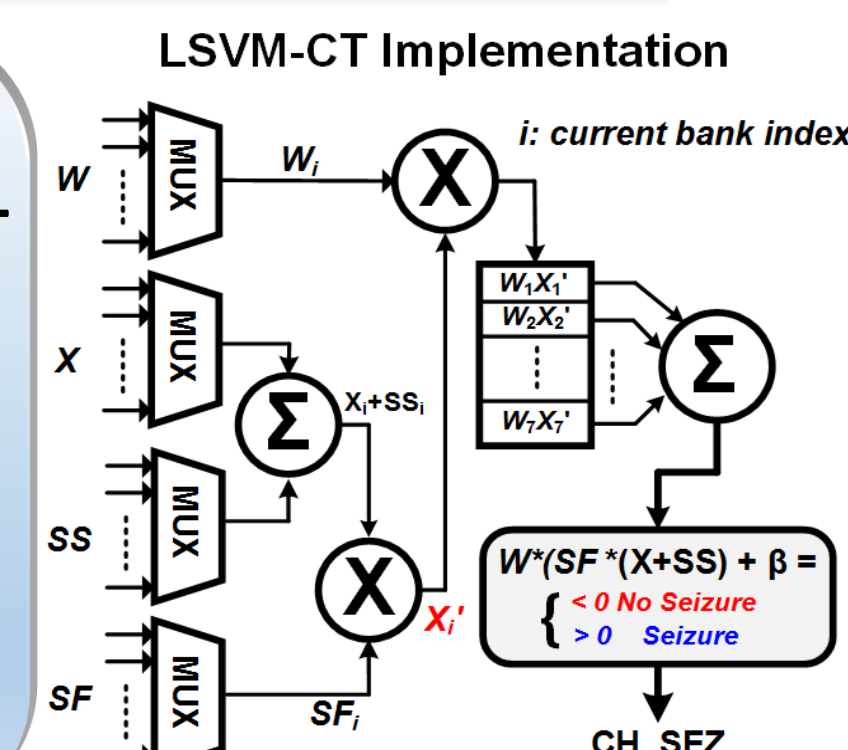 LSVM-CT Implementation
i: current bank index
W
MUX
Wi
X
W1X1'
W2X2'
W7X7'
X
MUX
Σ
Xi+SSi
Σ
SS
MUX
X
Xi'
W*(SF*(X+SS) + β =
{ < 0 No Seizure
> 0 Seizure
SF
MUX
SFi
CH_SEZ